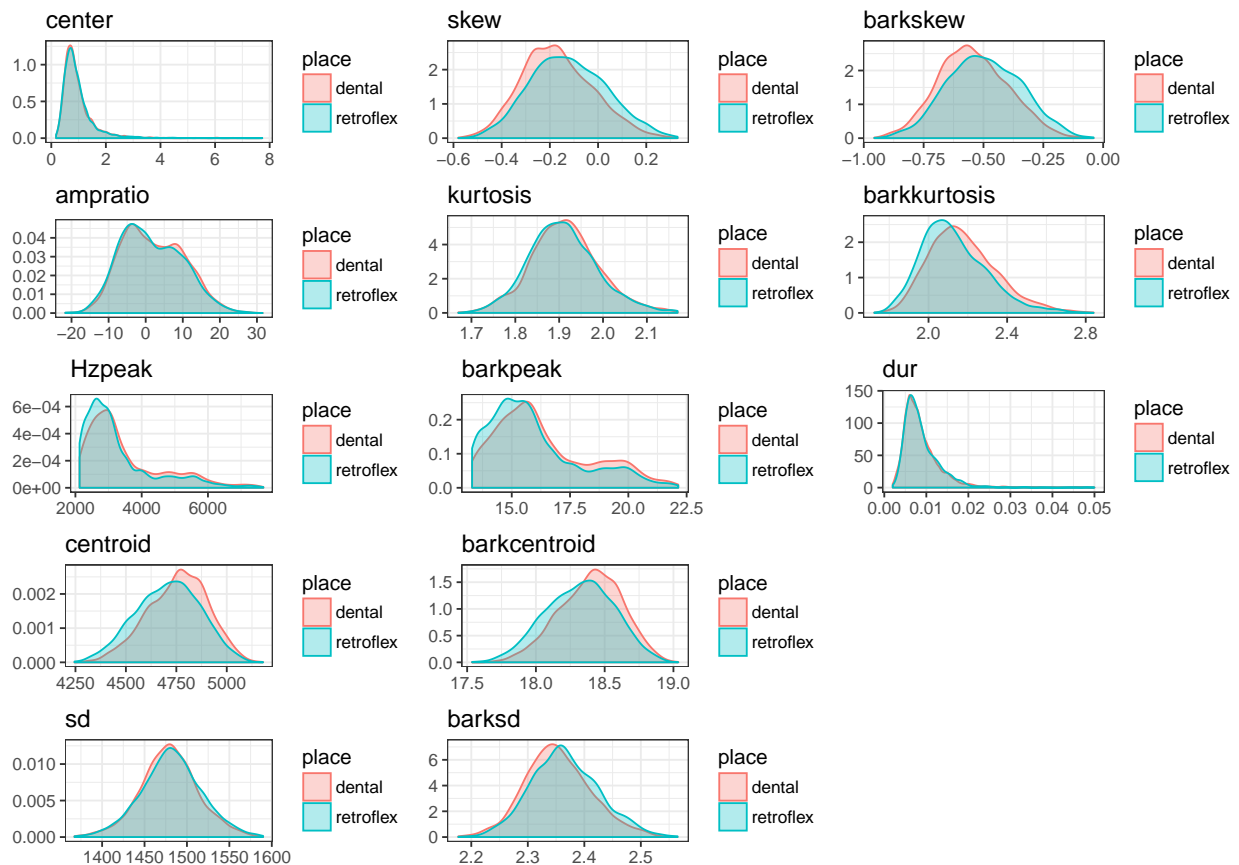 center
1.0
0.5
0.0
0 2 4 6 8
place
dental
retroflex
skew
2
1
0
−0.6 −0.4 −0.2 0.0 0.2
place
dental
retroflex
barkskew
2
1
0
−1.00 −0.75 −0.50 −0.25 0.00
place
dental
retroflex
ampratio
0.04
0.03
0.02
0.01
0.00
−20 −10 0 10 20 30
place
dental
retroflex
kurtosis
4
2
0
1.7 1.8 1.9 2.0 2.1
place
dental
retroflex
barkkurtosis
2
1
0
2.0 2.4 2.8
place
dental
retroflex
Hzpeak
6e−04
4e−04
2e−04
0e+00
2000 4000 6000
place
dental
retroflex
barkpeak
0.2
0.1
0.0
15.0 17.5 20.0 22.5
place
dental
retroflex
dur
150
100
50
0
0.00 0.01 0.02 0.03 0.04 0.05
place
dental
retroflex
centroid
0.002
0.001
0.000
4250 4500 4750 5000
place
dental
retroflex
barkcentroid
1.5
1.0
0.5
0.0
17.5 18.0 18.5 19.0
place
dental
retroflex
sd
0.010
0.005
0.000
1400 1450 1500 1550 1600
place
dental
retroflex
barksd
6
4
2
0
2.2 2.3 2.4 2.5
place
dental
retroflex